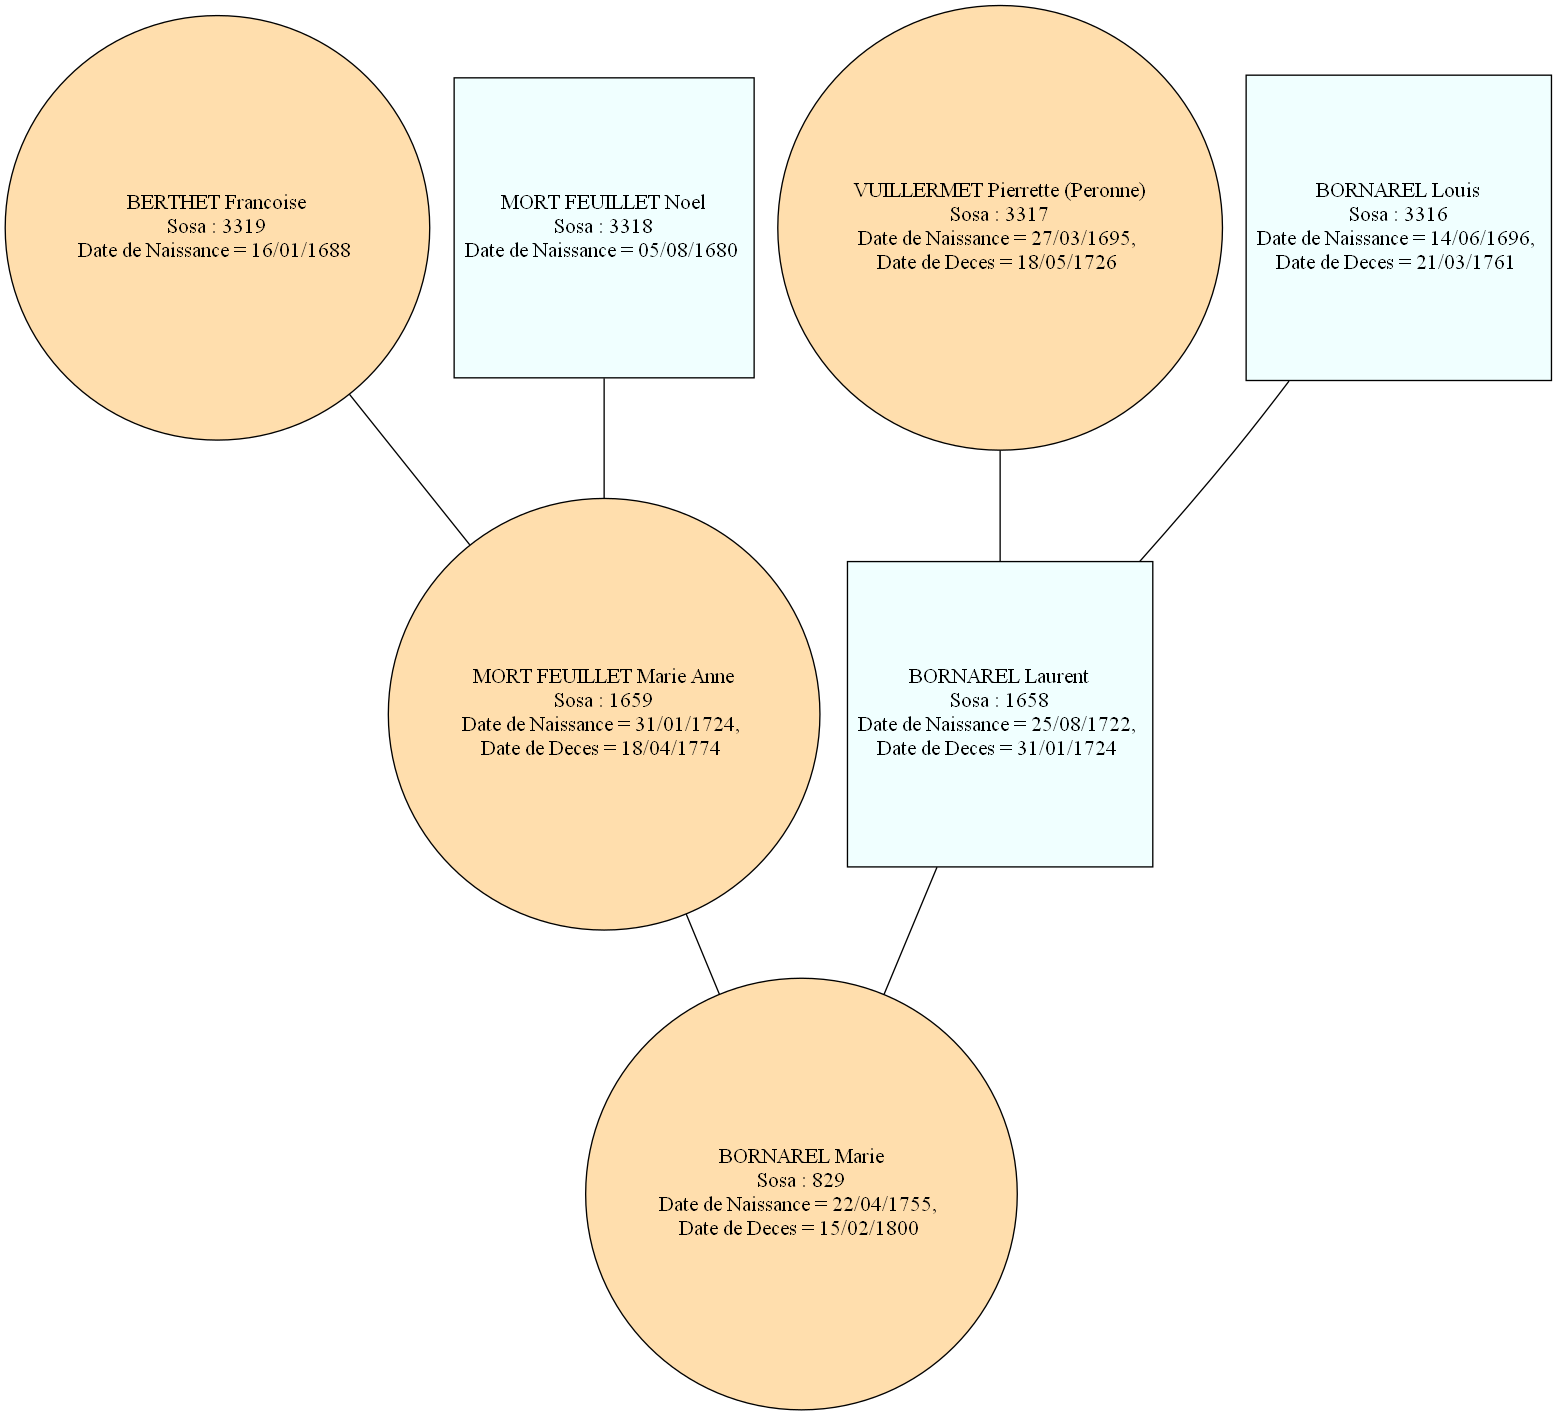 BERTHET Francoise
Sosa : 3319
Date de Naissance = 16/01/1688
MORT FEUILLET Noel
Sosa : 3318
Date de Naissance = 05/08/1680
VUILLERMET Pierrette (Peronne)
Sosa : 3317
Date de Naissance = 27/03/1695,
Date de Deces = 18/05/1726
BORNAREL Louis
Sosa : 3316
Date de Naissance = 14/06/1696,
Date de Deces = 21/03/1761
MORT FEUILLET Marie Anne
Sosa : 1659
Date de Naissance = 31/01/1724,
Date de Deces = 18/04/1774
BORNAREL Laurent
Sosa : 1658
Date de Naissance = 25/08/1722,
Date de Deces = 31/01/1724
BORNAREL Marie
Sosa : 829
Date de Naissance = 22/04/1755,
Date de Deces = 15/02/1800